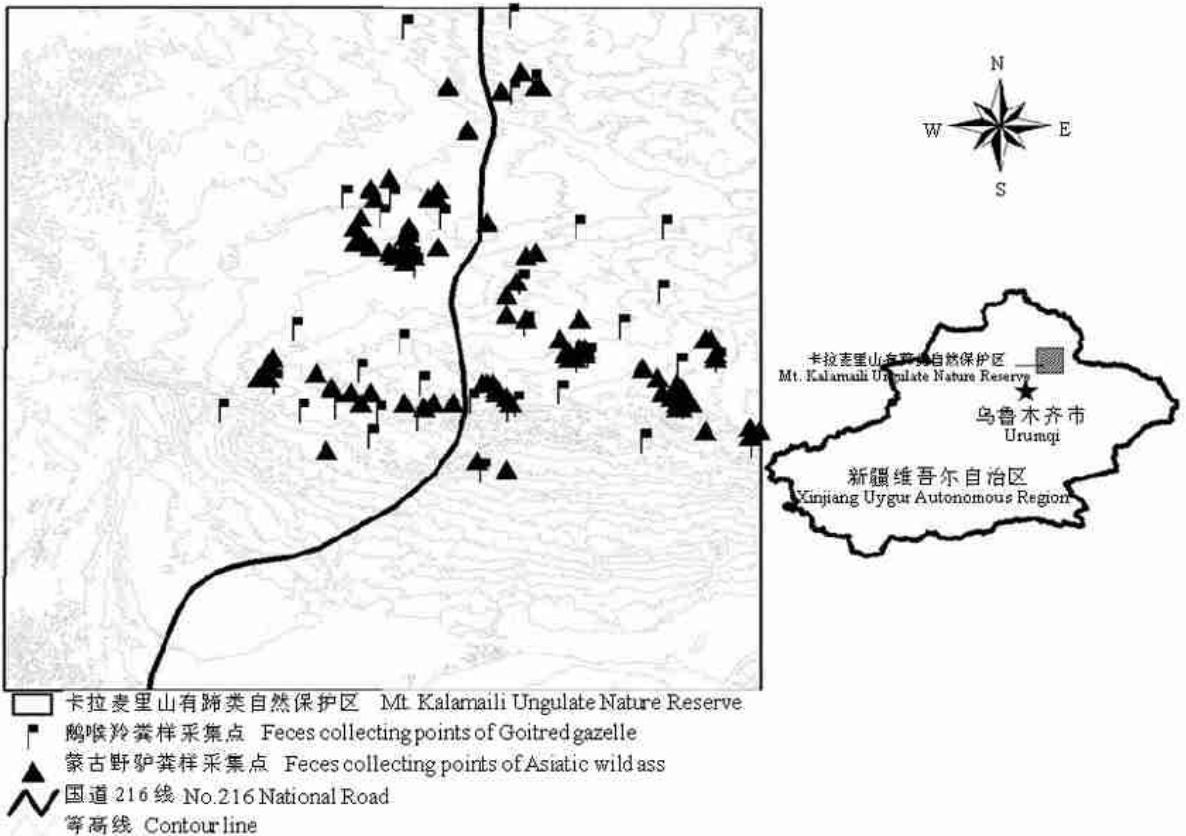 N
W E
S
卡拉麦里山有蹄类自然保护区
Mt. Kalamaili Ungulate Nature Reserve
乌鲁木齐市
Urumqi
新疆维吾尔自治区
Xinjiang Uygur Autonomous Region
卡拉麦里山有蹄类自然保护区 Mt. Kalamaili Ungulate Nature Reserve
鹅喉羚粪样采集点 Feces collecting points of Goitred gazelle
蒙古野驴粪样采集点 Feces collecting points of Asiatic wild ass
国道 216 线 No.216 National Road
等高线 Contour line